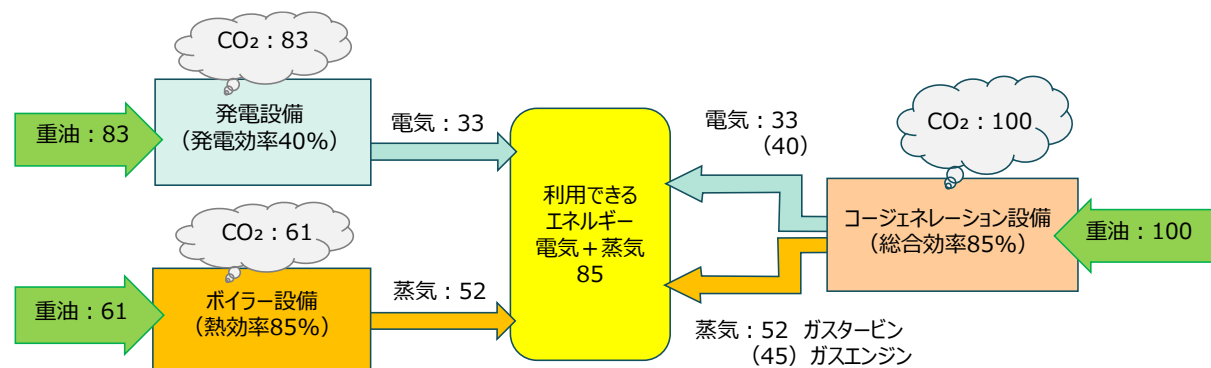 CO₂：83
発電設備
（発電効率40%）
重油：83
電気：33
CO₂：61
ボイラー設備
（熱効率85%）
重油：61
蒸気：52
利用できる
エネルギー
電気＋蒸気
85
電気：33
（40）
蒸気：52 ガスタービン
（45）ガスエンジン
CO₂：100
コージェネレーション設備
（総合効率85%）
重油：100